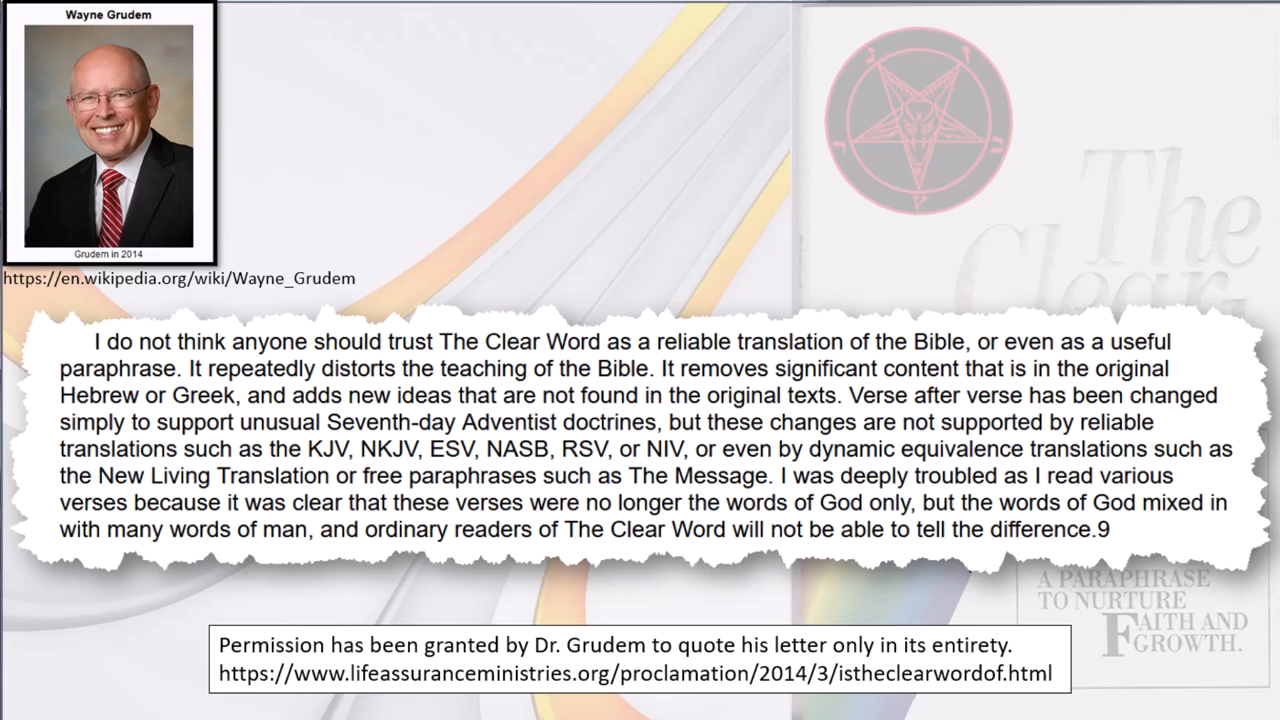 Wayne Grudem
Grudem in 2014
https://en.wikipedia.org/wiki/Wayne_Grudem
The
Clear
I do not think anyone should trust The Clear Word as a reliable translation of the Bible, or even as a useful
paraphrase. It repeatedly distorts the teaching of the Bible. It removes significant content that is in the original
Hebrew or Greek, and adds new ideas that are not found in the original texts. Verse after verse has been changed
simply to support unusual Seventh-day Adventist doctrines, but these changes are not supported by reliable
translations such as the KJV, NKJV, ESV, NASB, RSV, or NIV, or even by dynamic equivalence translations such as
the New Living Translation or free paraphrases such as The Message. I was deeply troubled as I read various
verses because it was clear that these verses were no longer the words of God only, but the words of God mixed in
with many words of man, and ordinary readers of The Clear Word will not be able to tell the difference.9
A PARAPHRASE
TO NURTURE
FAITH AND
GROWTH.
Permission has been granted by Dr. Grudem to quote his letter only in its entirety.
https://www.lifeassuranceministries.org/proclamation/2014/3/istheclearwordof.html